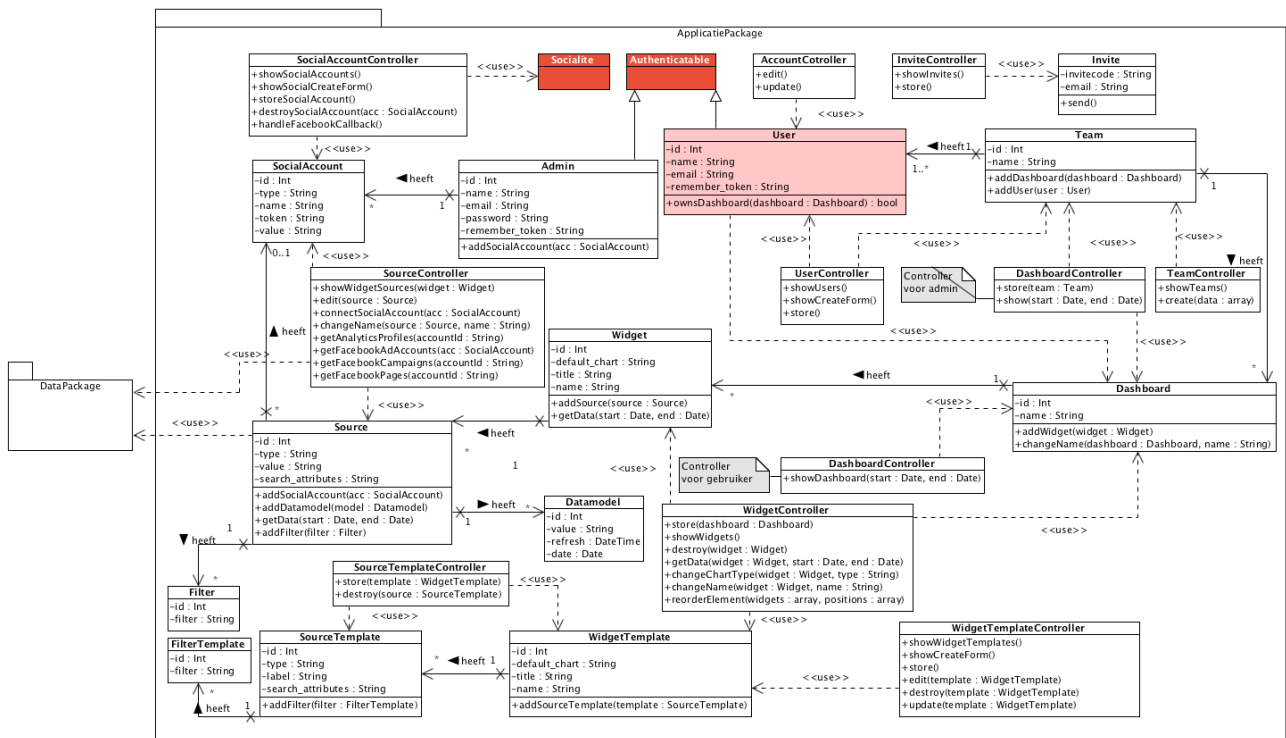 ApplicatiePackage
SocialAccountController
+showSocialAccounts()
+showSocialCreateForm()
+storeSocialAccount()
+destroySocialAccount(acc : SocialAccount)
+handleFacebookCallback()
<<use>>
Socialite
Authenticatable
AccountCotroller
+edit()
+update()
InviteController
+showInvites()
+store()
<<use>>
Invite
-invitecode : String
-email : String
+send()
<<use>>
<<use>>
SocialAccount
-id : Int
-type : String
-name : String
-token : String
-value : String
heeft
*
1
Admin
-id : Int
-name : String
-email : String
-password : String
-remember_token : String
+addSocialAccount(acc : SocialAccount)
User
-id : Int
-name : String
-email : String
-remember_token : String
+ownsDashboard(dashboard : Dashboard) : bool
heeft
1
1..*
Team
-id : Int
-name : String
+addDashboard(dashboard : Dashboard)
+addUser(user : User)
1
0..1
<<use>>
<<use>>
<<use>>
<<use>>
<<use>>
heeft
SourceController
+showWidgetSources(widget : Widget)
+edit(source : Source)
+connectSocialAccount(acc : SocialAccount)
+changeName(source : Source, name : String)
+getAnalyticsProfiles(accountId : String)
+getFacebookAdAccounts(acc : SocialAccount)
+getFacebookCampaigns(accountId : String)
+getFacebookPages(accountId : String)
UserController
+showUsers()
+showCreateForm()
+store()
Controller
voor admin
DashboardController
+store(team : Team)
+show(start : Date, end : Date)
TeamController
+showTeams()
+create(data : array)
heeft
<<use>>
<<use>>
<<use>>
DataPackage
Widget
-id : Int
-default_chart : String
-title : String
-name : String
+addSource(source : Source)
+getData(start : Date, end : Date)
heeft
*
1
*
Dashboard
-id : Int
-name : String
+addWidget(widget : Widget)
+changeName(dashboard : Dashboard, name : String)
*
<<use>>
<<use>>
<<use>>
Source
-id : Int
-type : String
-value : String
-search_attributes : String
+addSocialAccount(acc : SocialAccount)
+addDatamodel(model : Datamodel)
+getData(start : Date, end : Date)
+addFilter(filter : Filter)
heeft
*
1
<<use>>
Controller
voor gebruiker
DashboardController
+showDashboard(start : Date, end : Date)
heeft
*
1
Datamodel
-id : Int
-value : String
-refresh : DateTime
-date : Date
WidgetController
+store(dashboard : Dashboard)
+showWidgets()
+destroy(widget : Widget)
+getData(widget : Widget, start : Date, end : Date)
+changeChartType(widget : Widget, type : String)
+changeName(widget : Widget, name : String)
+reorderElement(widgets : array, positions : array)
<<use>>
1
heeft
*
Filter
-id : Int
-filter : String
SourceTemplateController
+store(template : WidgetTemplate)
+destroy(source : SourceTemplate)
<<use>>
<<use>>
<<use>>
FilterTemplate
-id : Int
-filter : String
*
1
heeft
SourceTemplate
-id : Int
-type : String
-label : String
-search_attributes : String
+addFilter(filter : FilterTemplate)
*
heeft
1
WidgetTemplate
-id : Int
-default_chart : String
-title : String
-name : String
+addSourceTemplate(template : SourceTemplate)
<<use>>
WidgetTemplateController
+showWidgetTemplates()
+showCreateForm()
+store()
+edit(template : WidgetTemplate)
+destroy(template : WidgetTemplate)
+update(template : WidgetTemplate)